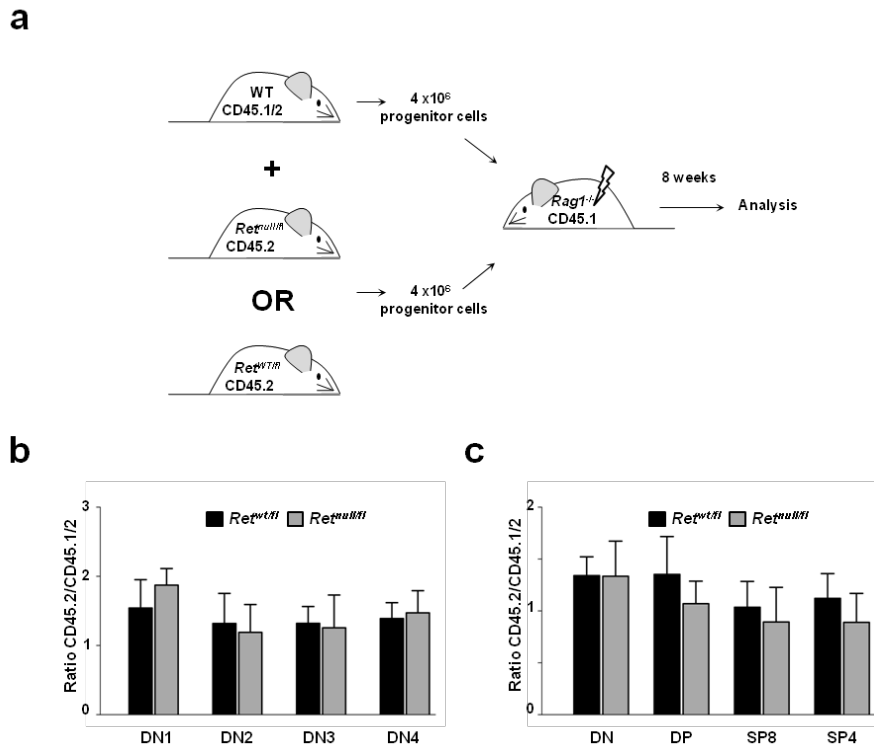 a
WT
CD45.1/2
4 x10⁶
progenitor cells
+
Ret^null/fl
CD45.2
8 weeks
Rag1-/-
CD45.1
Analysis
OR
4 x10⁶
progenitor cells
Ret^WT/fl
CD45.2
b
Ratio CD45.2/CD45.1/2
3
2
1
0
Ret^wt/fl Ret^null/fl
DN1 DN2 DN3 DN4
c
Ratio CD45.2/CD45.1/2
2
1
0
Ret^wt/fl Ret^null/fl
DN DP SP8 SP4